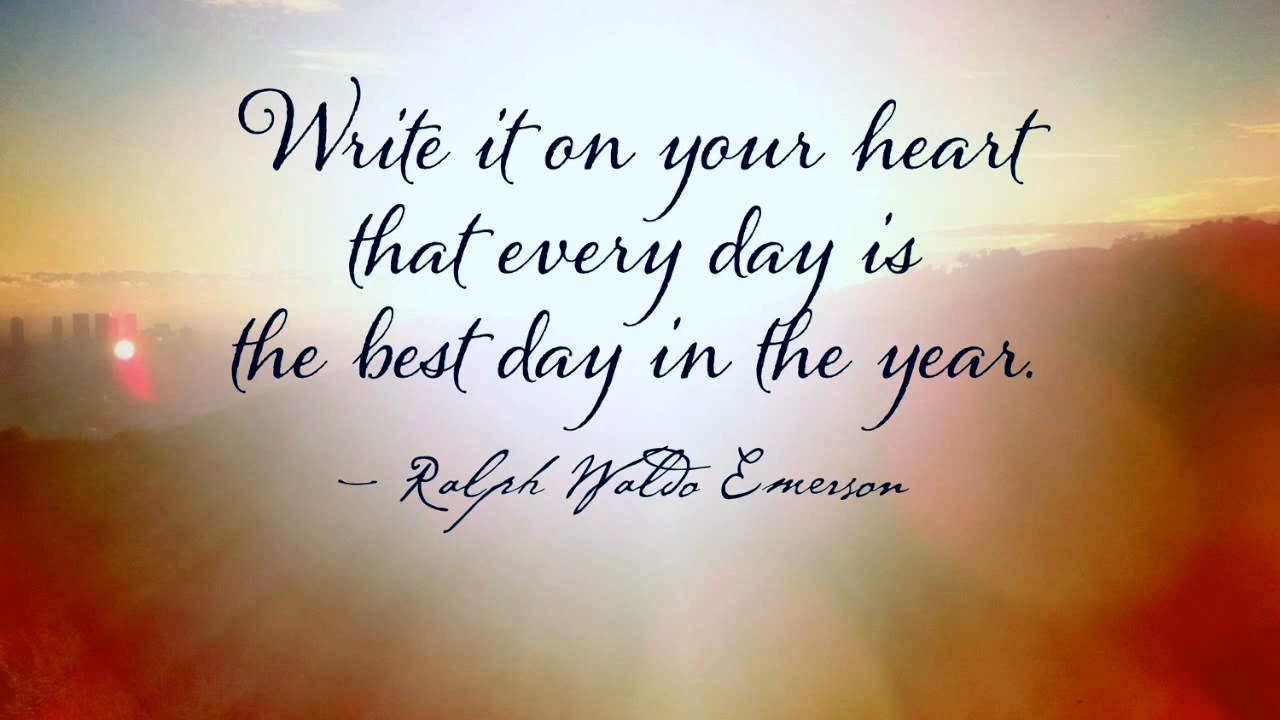 Write it on your heart
that every day is
the best day in the year.
— Ralph Waldo Emerson